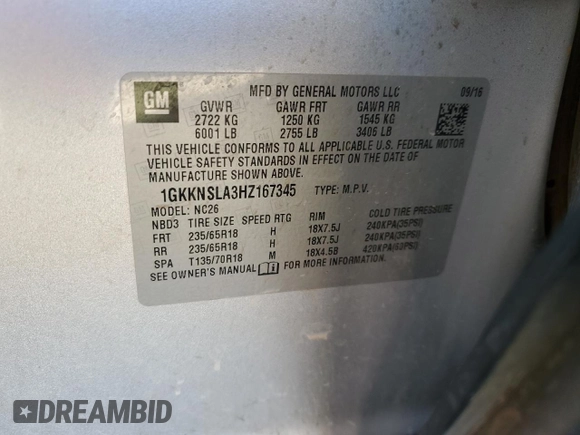 GM
MFD BY GENERAL MOTORS LLC 09/16
GVWR GAWR FRT GAWR RR
2722 KG 1250 KG 1545 KG
6001 LB 2755 LB 3406 LB
THIS VEHICLE CONFORMS TO ALL APPLICABLE U.S. FEDERAL MOTOR
VEHICLE SAFETY STANDARDS IN EFFECT ON THE DATE OF
MANUFACTURE SHOWN ABOVE.
1GKKNSLA3HZ167345 TYPE: M.P.V.
MODEL: NC26
NBD3 TIRE SIZE SPEED RTG RIM COLD TIRE PRESSURE
FRT 235/65R18 H 18X7.5J 240KPA(35PSI)
RR 235/65R18 H 18X7.5J 240KPA(35PSI)
SPA T135/70R18 M 18X4.5B 420KPA(60PSI)
SEE OWNER'S MANUAL FOR MORE INFORMATION
DREAMBID